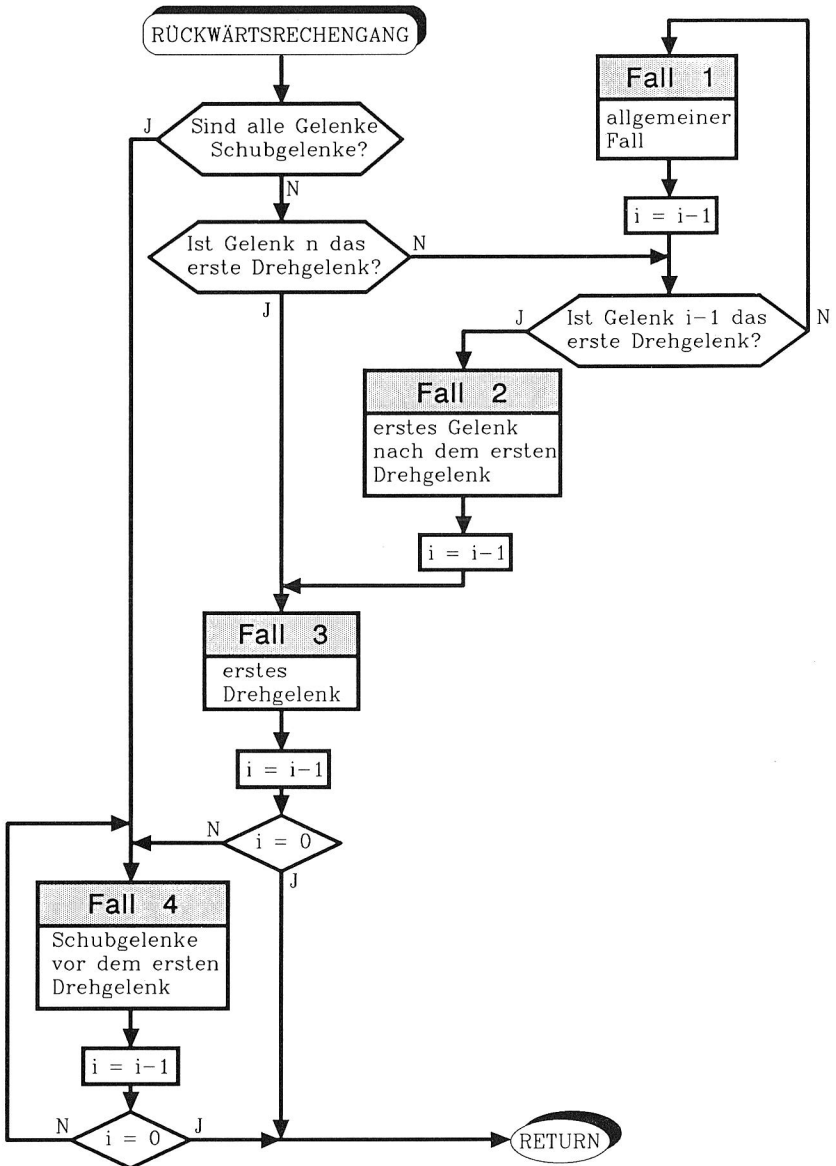 RÜCKWÄRTSRECHENGANG
J
Sind alle Gelenke
Schubgelenke?
N
Ist Gelenk n das
erste Drehgelenk?
N
J
Fall 1
allgemeiner
Fall
i = i-1
J
Ist Gelenk i-1 das
erste Drehgelenk?
N
Fall 2
erstes Gelenk
nach dem ersten
Drehgelenk
i = i-1
Fall 3
erstes
Drehgelenk
i = i-1
N
i = 0
J
Fall 4
Schubgelenke
vor dem ersten
Drehgelenk
i = i-1
N
i = 0
J
RETURN